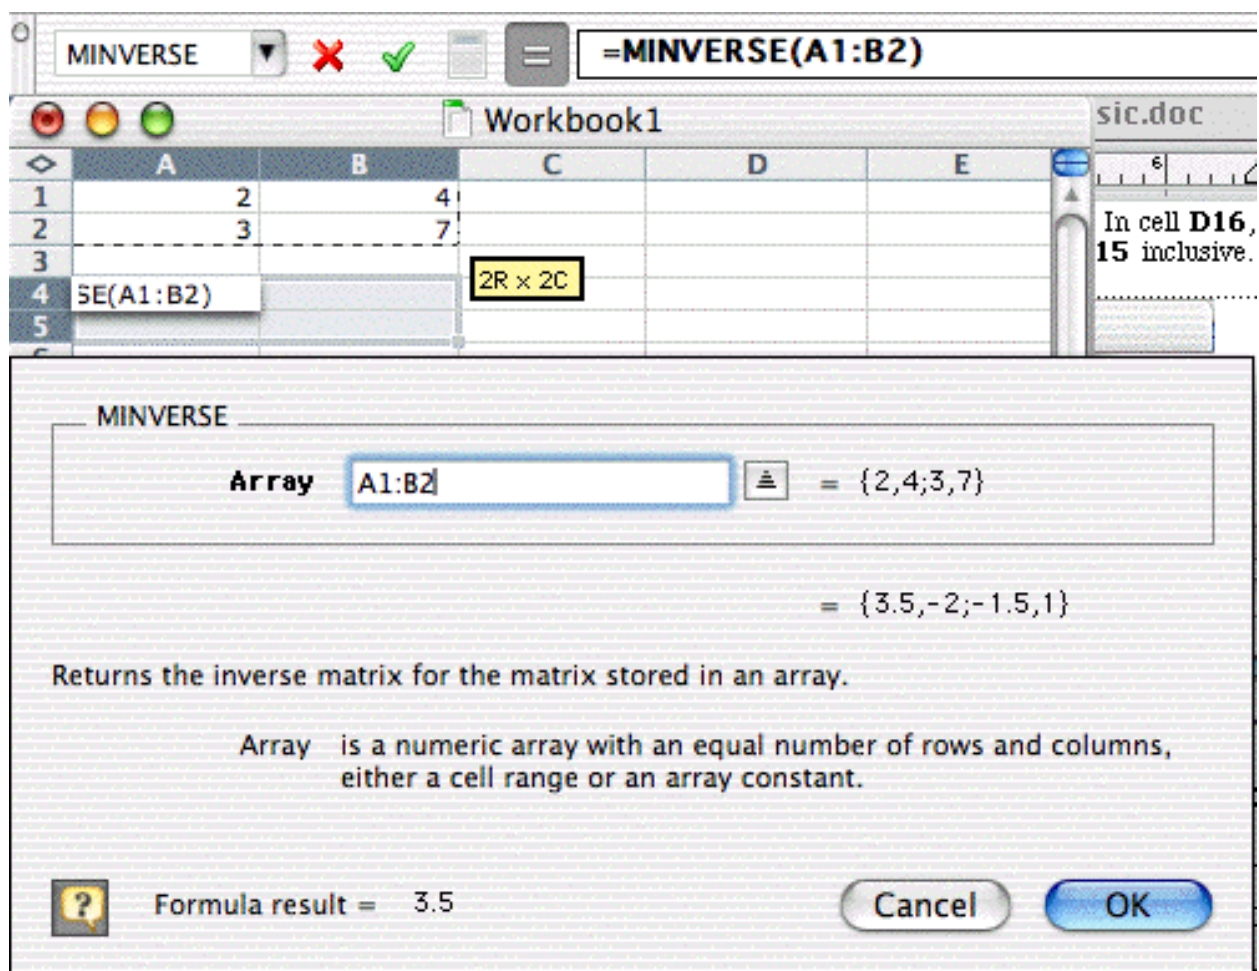 MINVERSE =MINVERSE(A1:B2)
Workbook1 sic.doc
A B C D E 6
1 2 4
2 3 7 In cell D16,
3 15 inclusive.
2R × 2C
4 SE(A1:B2)
5
MINVERSE
Array A1:B2 = {2,4;3,7}
= {3.5,-2;-1.5,1}
Returns the inverse matrix for the matrix stored in an array.
Array is a numeric array with an equal number of rows and columns,
either a cell range or an array constant.
? Formula result = 3.5 Cancel OK